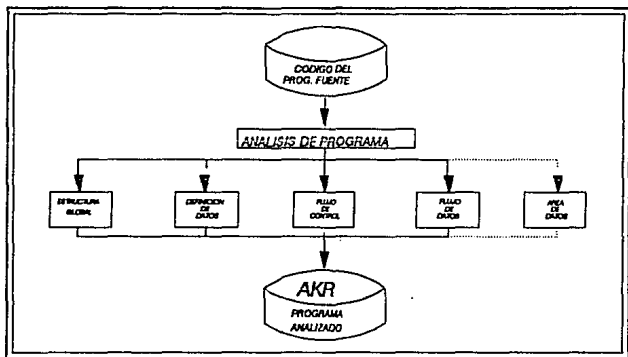 CODIGO DEL
PROG. FUENTE
ANALISIS DE PROGRAMA
ESTRUCTURA
GLOBAL
DEFINICION
DE
DATOS
FLUJO
DE
CONTROL
FLUJO
DE
DATOS
AREA
DE
DATOS
AKR
PROGRAMA
ANALIZADO